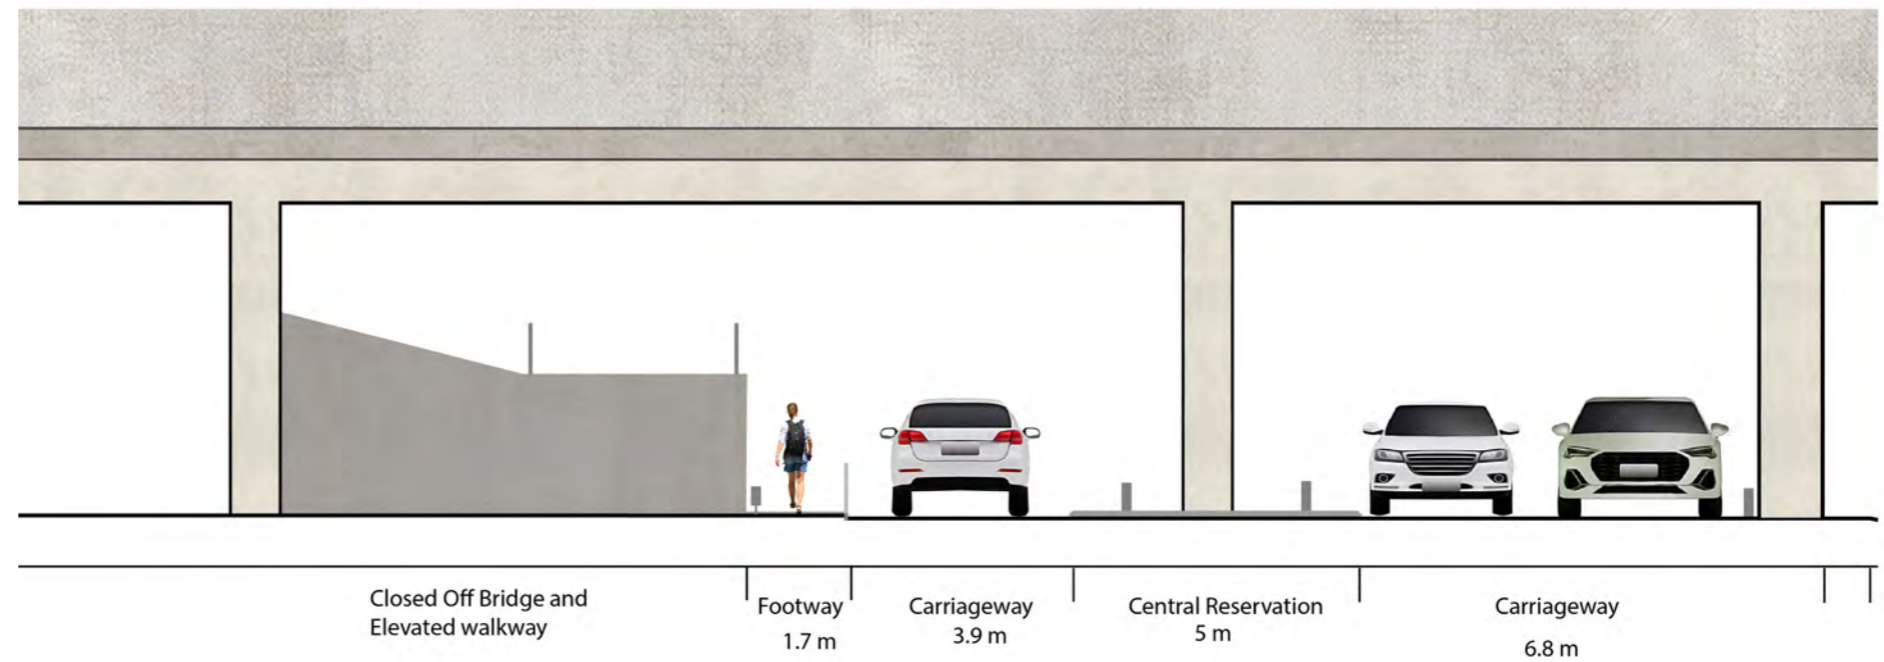 Closed Off Bridge and
Elevated walkway
Footway
1.7 m
Carriageway
3.9 m
Central Reservation
5 m
Carriageway
6.8 m